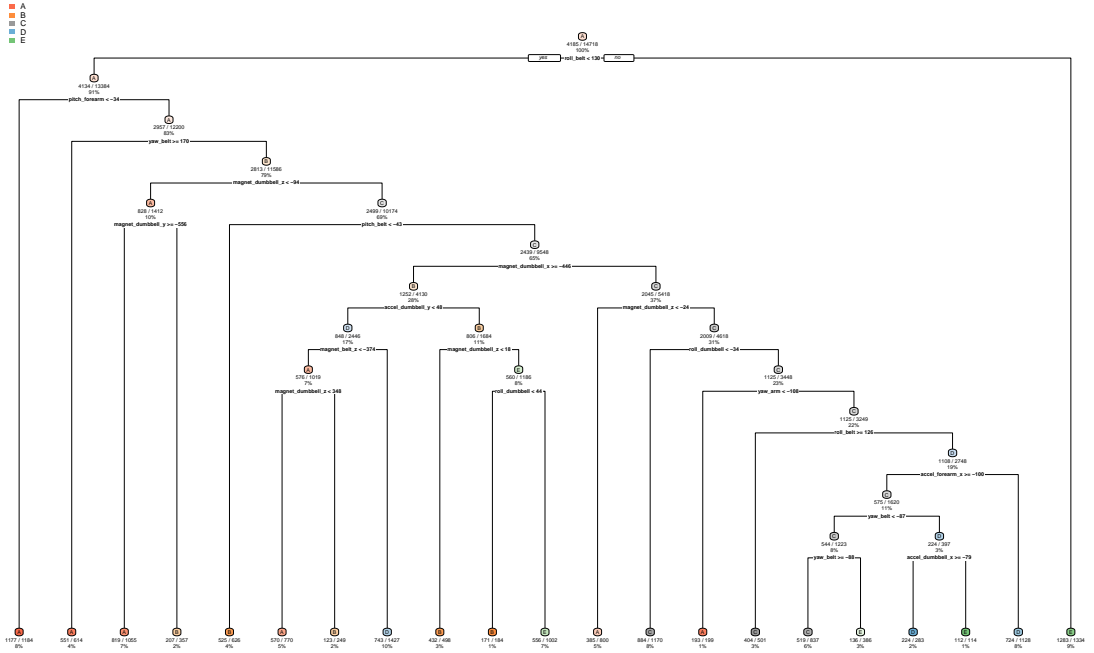 A
B
C
D
E
A
4185 / 14718
100%
yes roll_belt < 130 no
A
4134 / 13384
91%
pitch_forearm < −34
A
2957 / 12200
83%
yaw_belt >= 170
B
2813 / 11586
79%
magnet_dumbbell_z < −94
A
828 / 1412
10%
magnet_dumbbell_y >= −556
C
2499 / 10174
69%
pitch_belt < −43
C
2439 / 9548
65%
magnet_dumbbell_x >= −446
B
1252 / 4130
28%
accel_dumbbell_y < 48
C
2045 / 5418
37%
magnet_dumbbell_z < −24
D
848 / 2446
17%
magnet_belt_z < −374
B
806 / 1684
11%
magnet_dumbbell_z < 18
C
2009 / 4618
31%
roll_dumbbell < −34
A
576 / 1019
7%
magnet_dumbbell_z < 348
E
560 / 1186
8%
roll_dumbbell < 44
C
1125 / 3448
23%
yaw_arm < −108
C
1125 / 3249
22%
roll_belt >= 126
D
1108 / 2748
19%
accel_forearm_x >= −100
C
575 / 1620
11%
yaw_belt < −87
C
544 / 1223
8%
yaw_belt >= −88
D
224 / 397
3%
accel_dumbbell_x >= −79
A A A B B A B D B B E A C A C C E D E D E
1177 / 1184 551 / 614 819 / 1055 207 / 357 525 / 626 570 / 770 123 / 249 743 / 1427 432 / 498 171 / 184 556 / 1002 385 / 800 884 / 1170 193 / 199 404 / 501 519 / 837 136 / 386 224 / 283 112 / 114 724 / 1128 1283 / 1334
8% 4% 7% 2% 4% 5% 2% 10% 3% 1% 7% 5% 8% 1% 3% 6% 3% 2% 1% 8% 9%